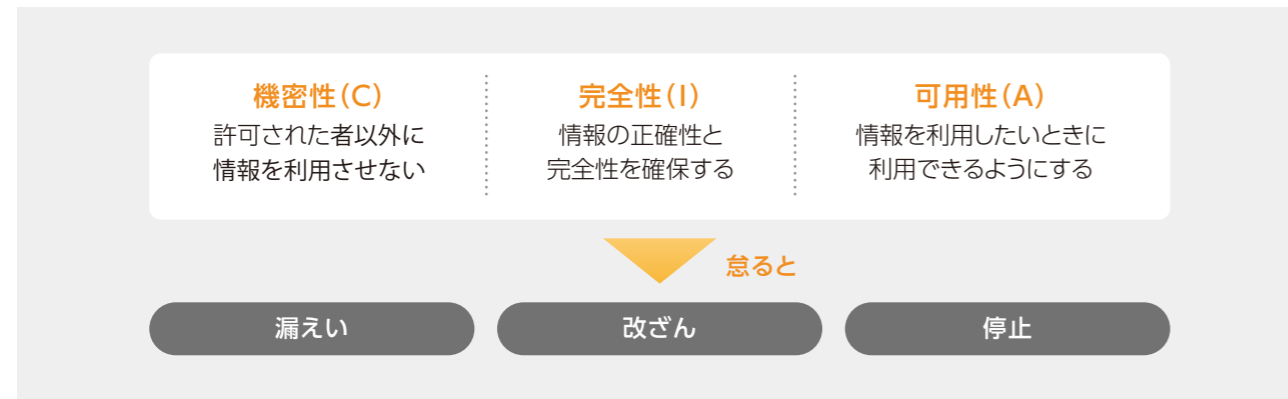 機密性(C)
許可された者以外に
情報を利用させない
完全性(I)
情報の正確性と
完全性を確保する
可用性(A)
情報を利用したいときに
利用できるようにする
怠ると
漏えい
改ざん
停止